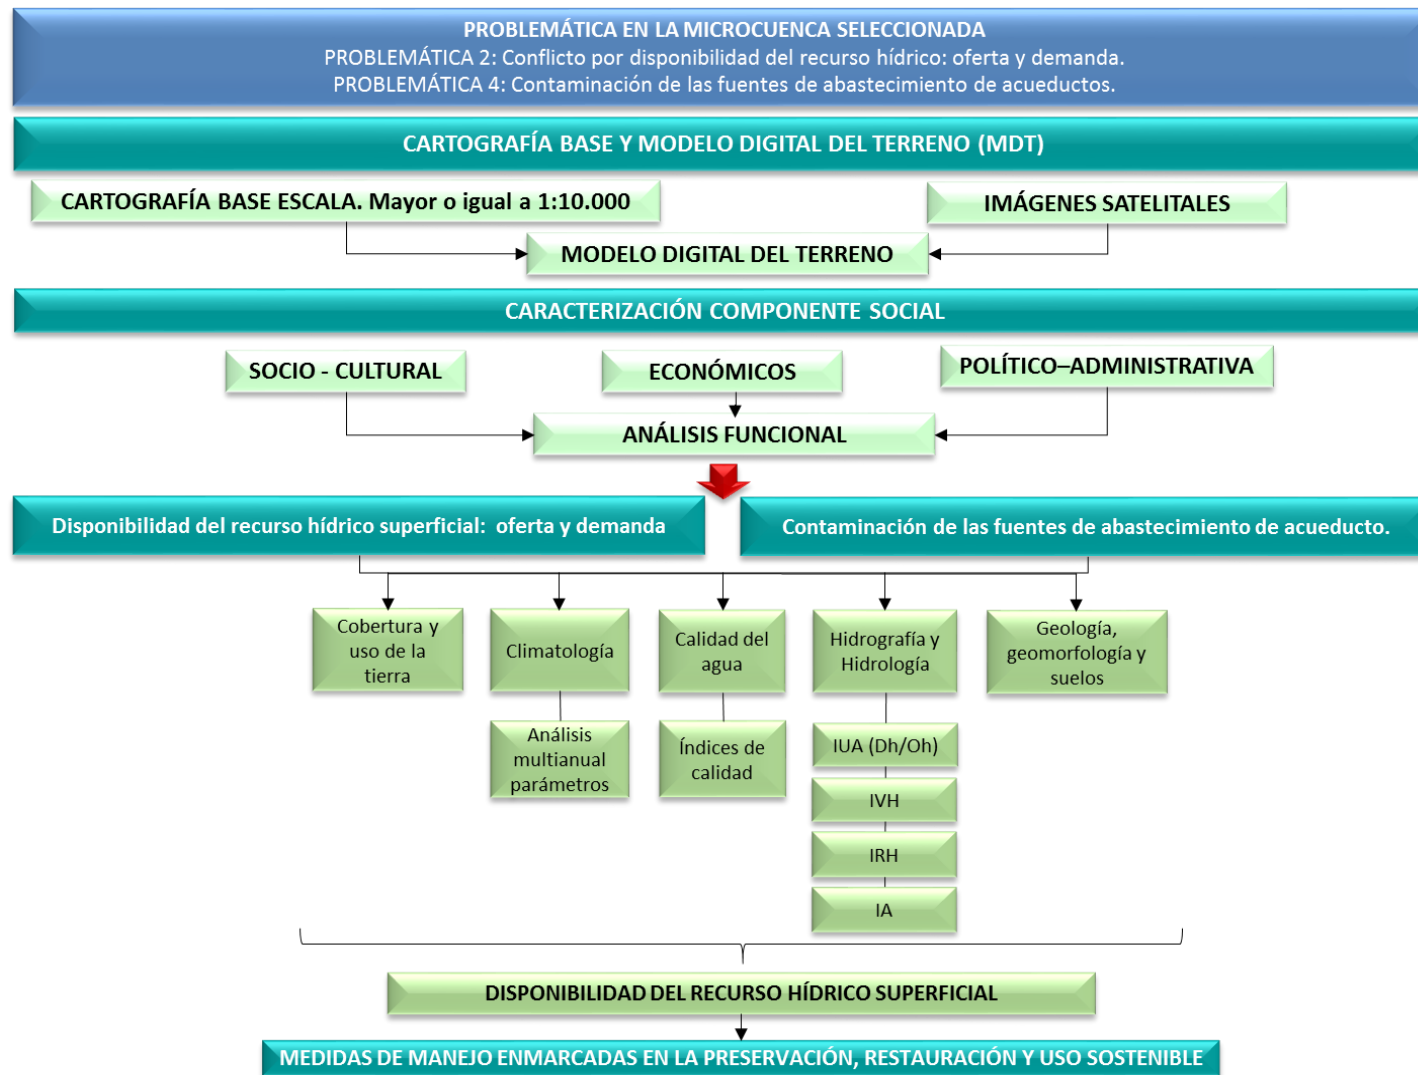 PROBLEMÁTICA EN LA MICROCUENCA SELECCIONADA
PROBLEMÁTICA 2: Conflicto por disponibilidad del recurso hídrico: oferta y demanda.
PROBLEMÁTICA 4: Contaminación de las fuentes de abastecimiento de acueductos.
CARTOGRAFÍA BASE Y MODELO DIGITAL DEL TERRENO (MDT)
CARTOGRAFÍA BASE ESCALA. Mayor o igual a 1:10.000
IMÁGENES SATELITALES
MODELO DIGITAL DEL TERRENO
CARACTERIZACIÓN COMPONENTE SOCIAL
SOCIO - CULTURAL
ECONÓMICOS
POLÍTICO–ADMINISTRATIVA
ANÁLISIS FUNCIONAL
Disponibilidad del recurso hídrico superficial: oferta y demanda
Contaminación de las fuentes de abastecimiento de acueducto.
Cobertura y
uso de la
tierra
Climatología
Calidad del
agua
Hidrografía y
Hidrología
Geología,
geomorfología y
suelos
Análisis
multianual
parámetros
Índices de
calidad
IUA (Dh/Oh)
IVH
IRH
IA
DISPONIBILIDAD DEL RECURSO HÍDRICO SUPERFICIAL
MEDIDAS DE MANEJO ENMARCADAS EN LA PRESERVACIÓN, RESTAURACIÓN Y USO SOSTENIBLE